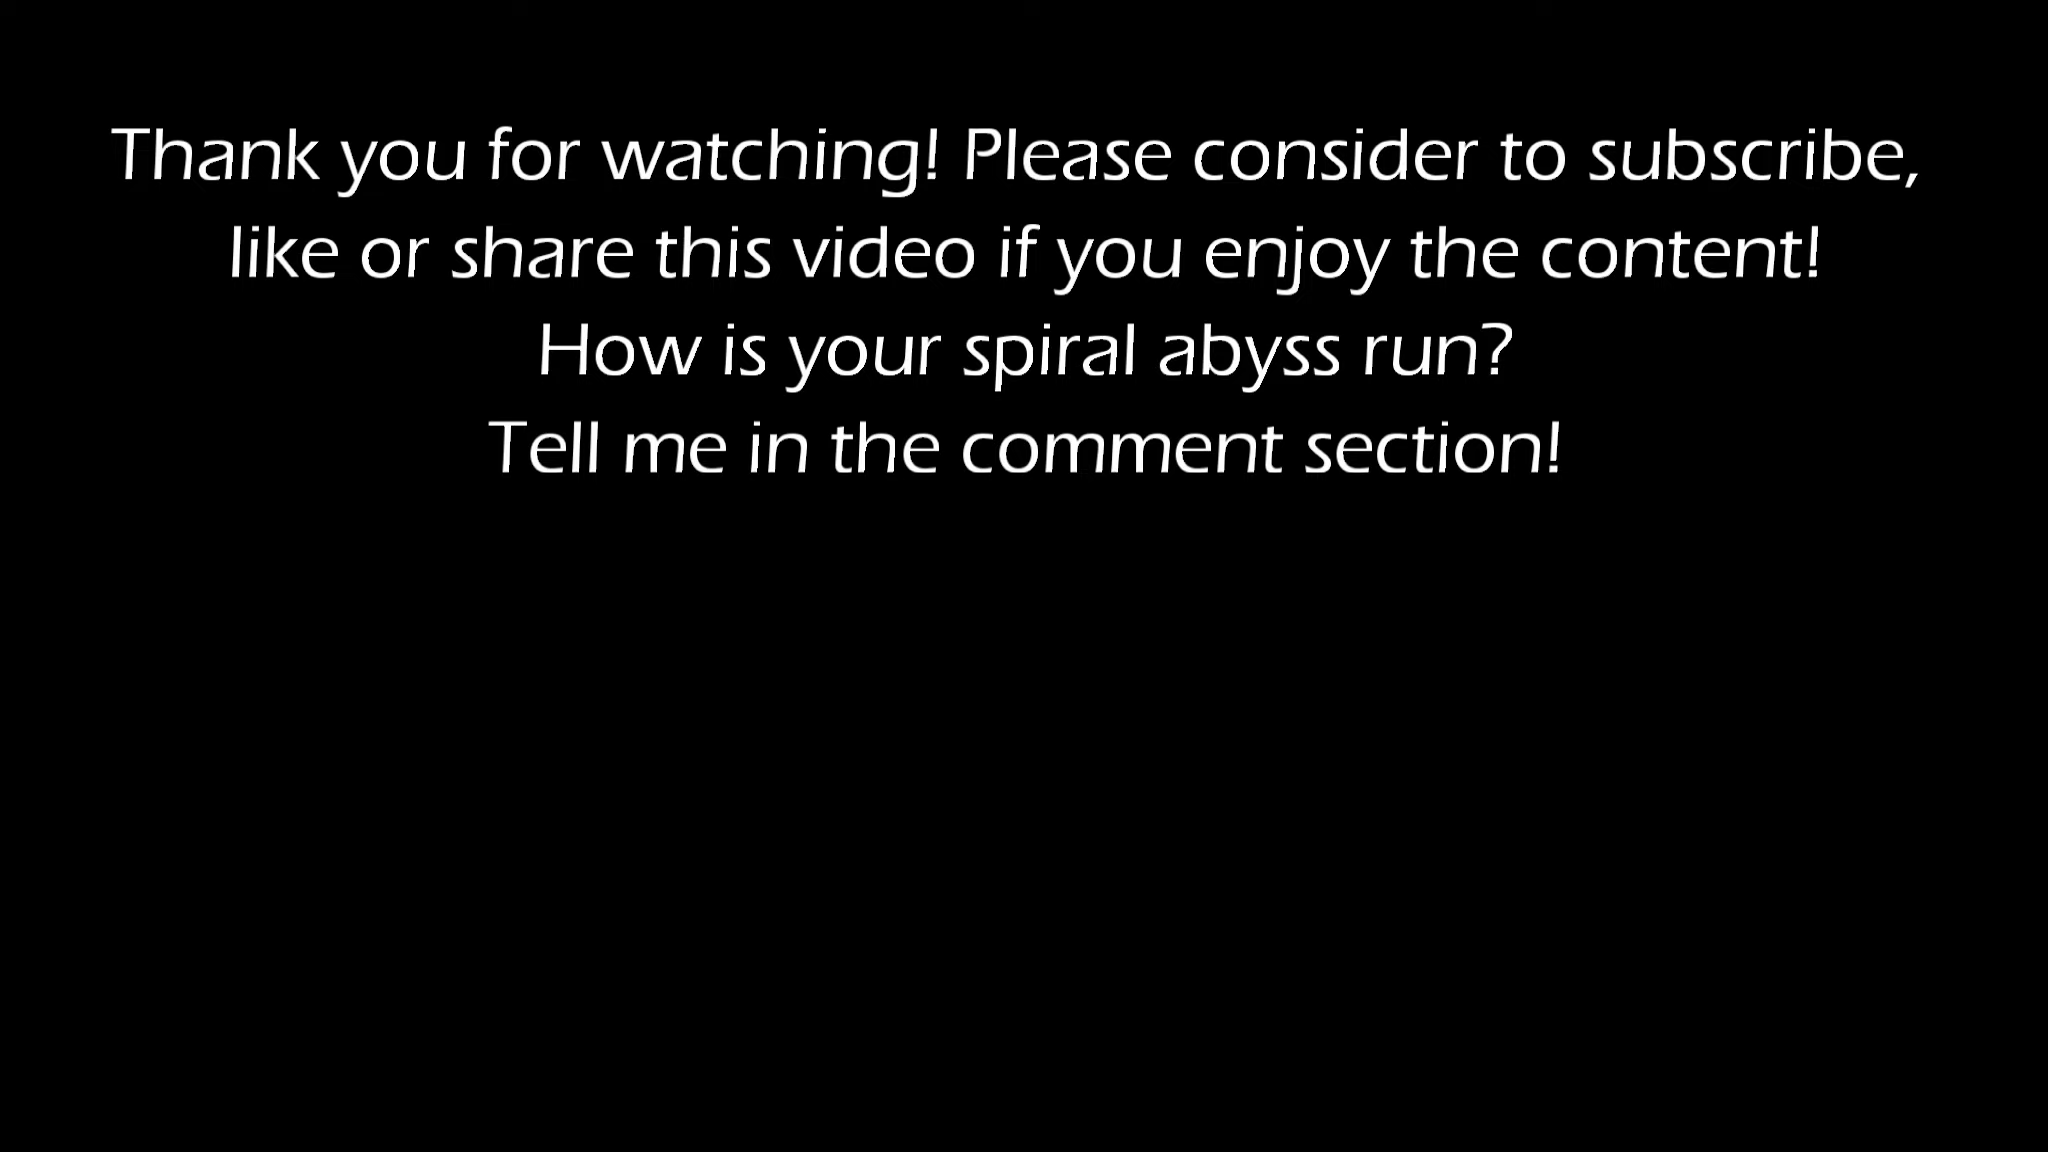 Thank you for watching! Please consider to subscribe,
like or share this video if you enjoy the content!
How is your spiral abyss run?
Tell me in the comment section!